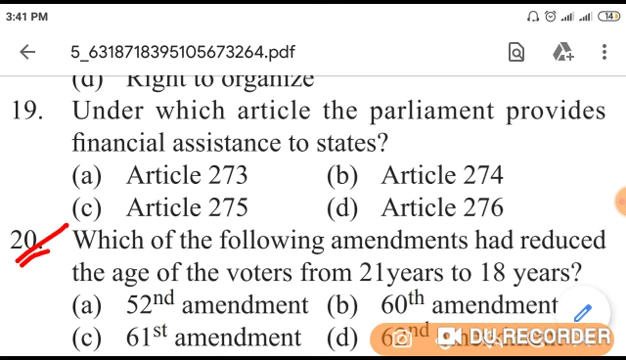 3:41 PM 14
5_6318718395105673264.pdf
(d) Right to organize
19. Under which article the parliament provides
financial assistance to states?
(a) Article 273 (b) Article 274
(c) Article 275 (d) Article 276
20. Which of the following amendments had reduced
the age of the voters from 21years to 18 years?
(a) 52nd amendment (b) 60th amendment
(c) 61st amendment (d)
DU RECORDER